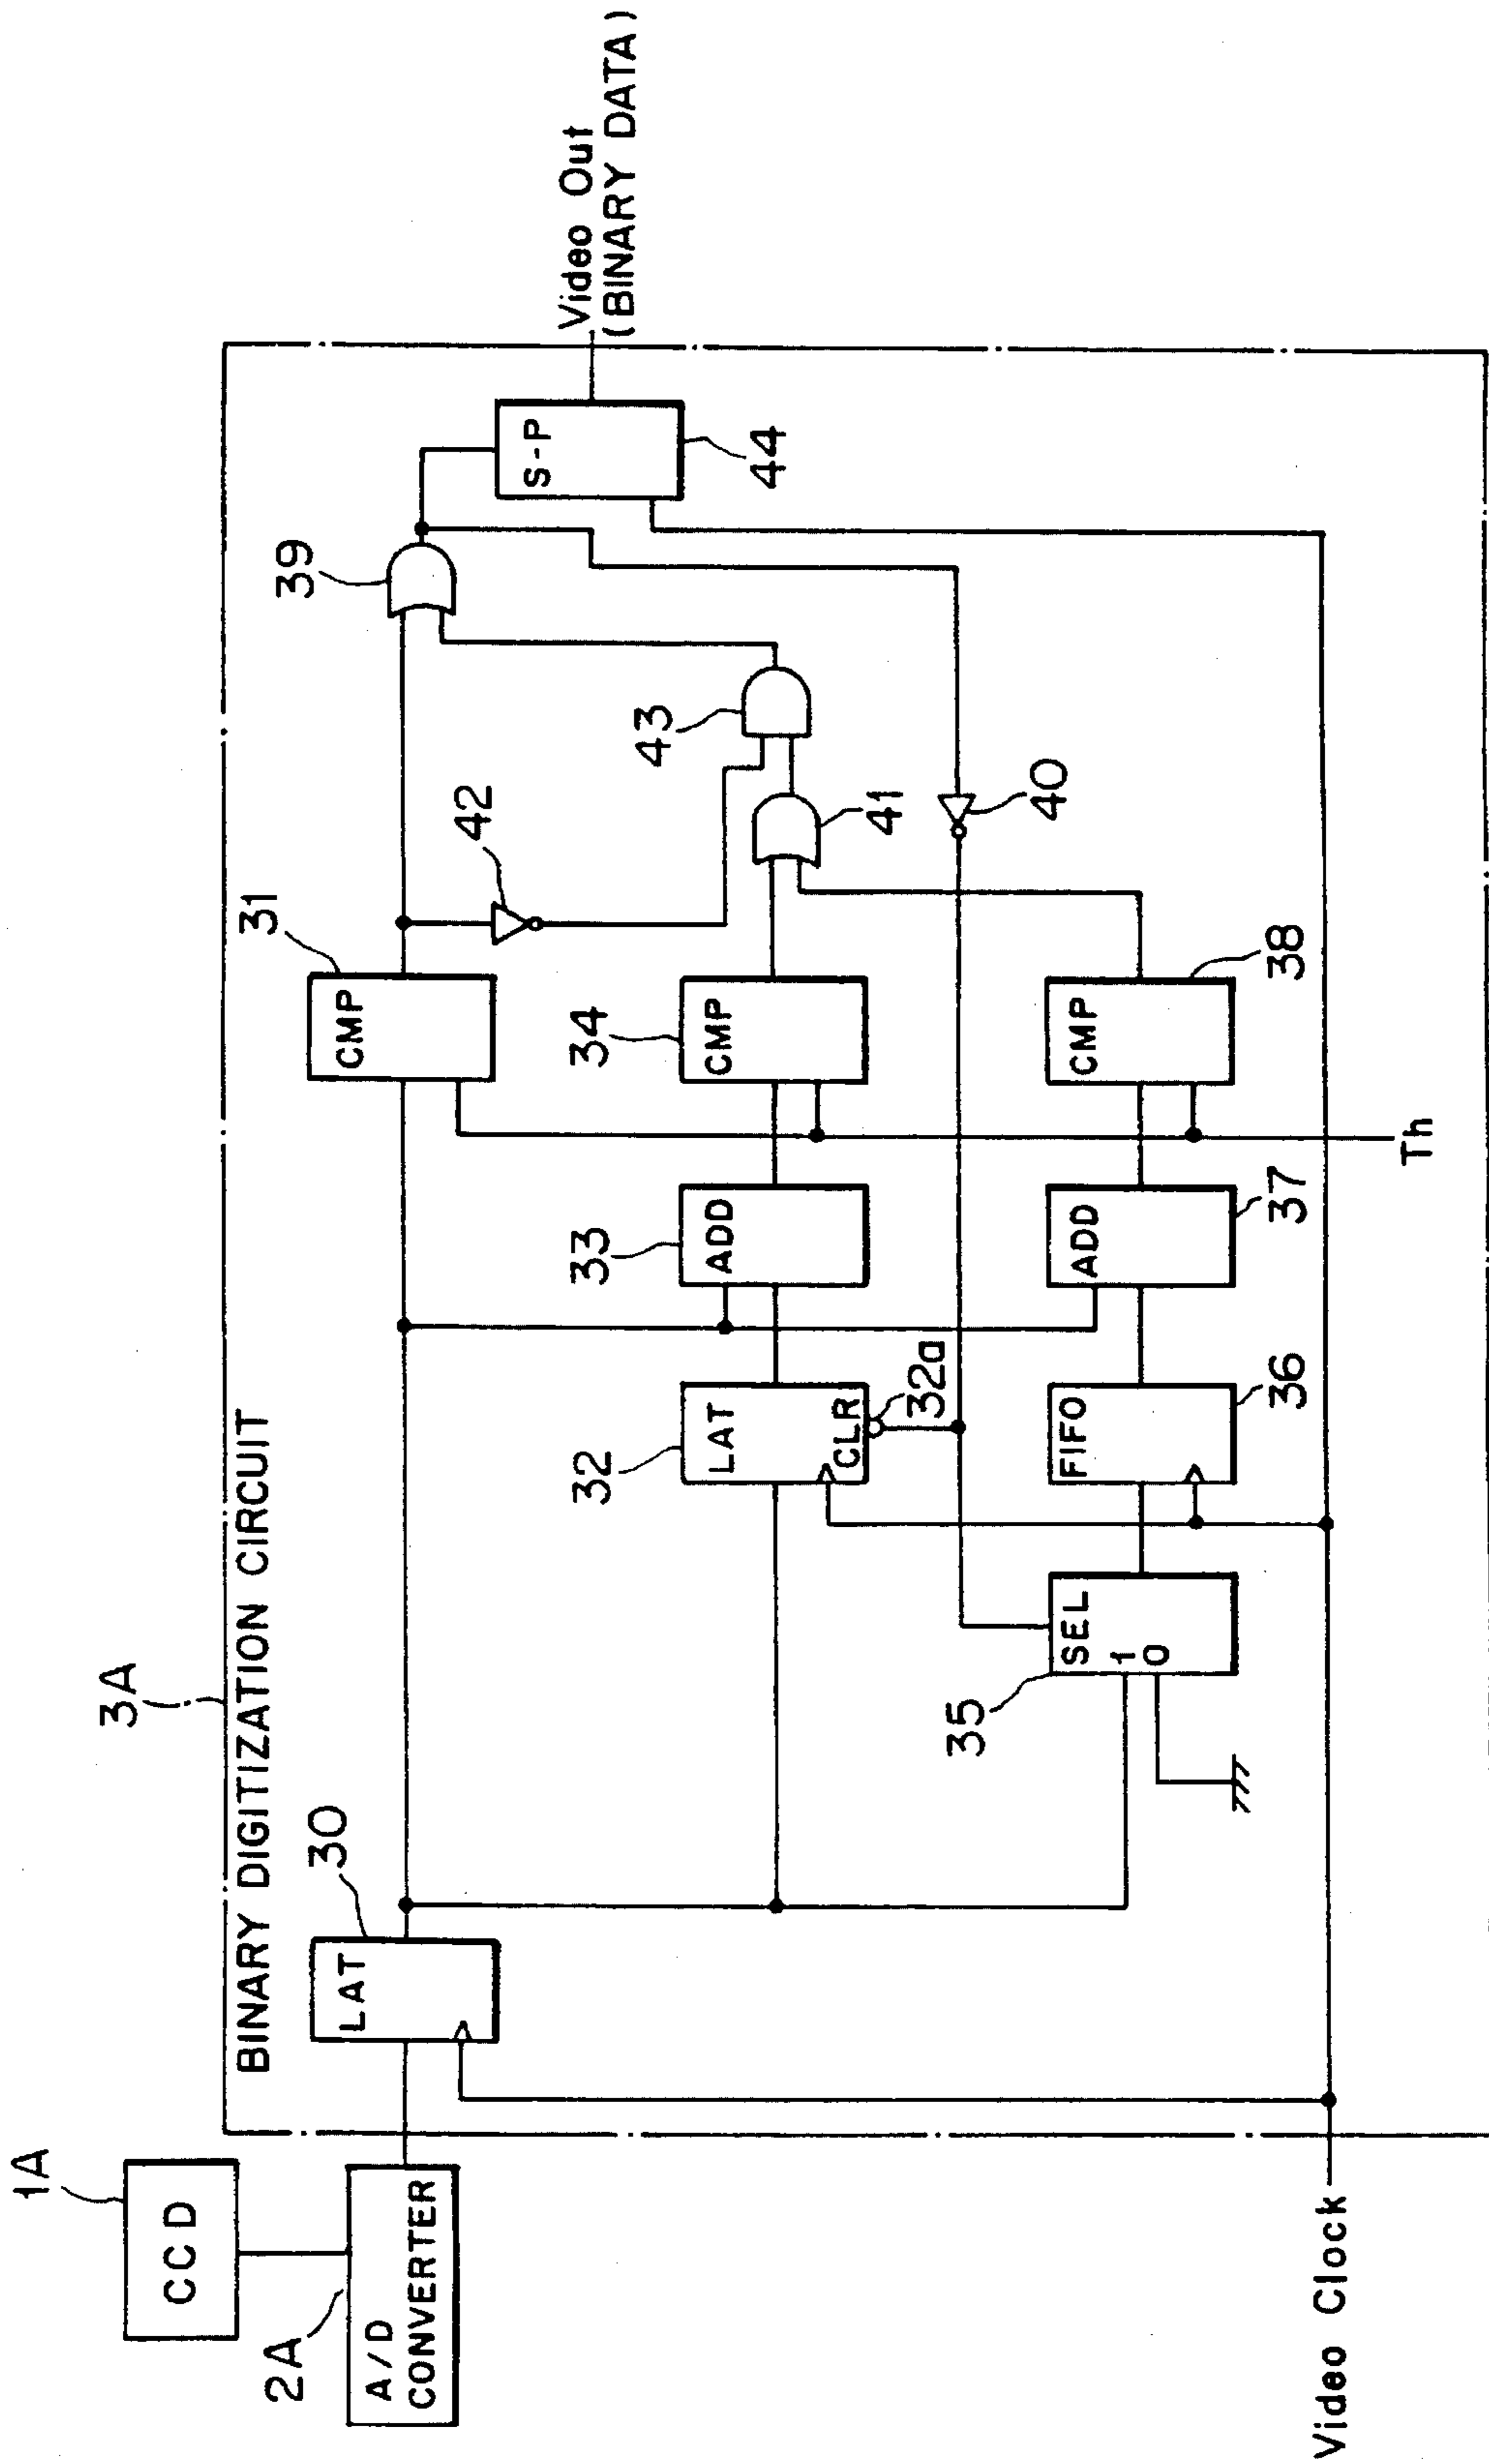 1A
CCD
2A
A/D
CONVERTER
3A
BINARY DIGITIZATION CIRCUIT
30
LAT
31
CMP
42
39
S-P
44
Video Out
(BINARY DATA)
32
LAT
CLR
32a
33
ADD
34
CMP
41
43
40
35
SEL
1
0
36
FIFO
37
ADD
38
CMP
Th
Video Clock